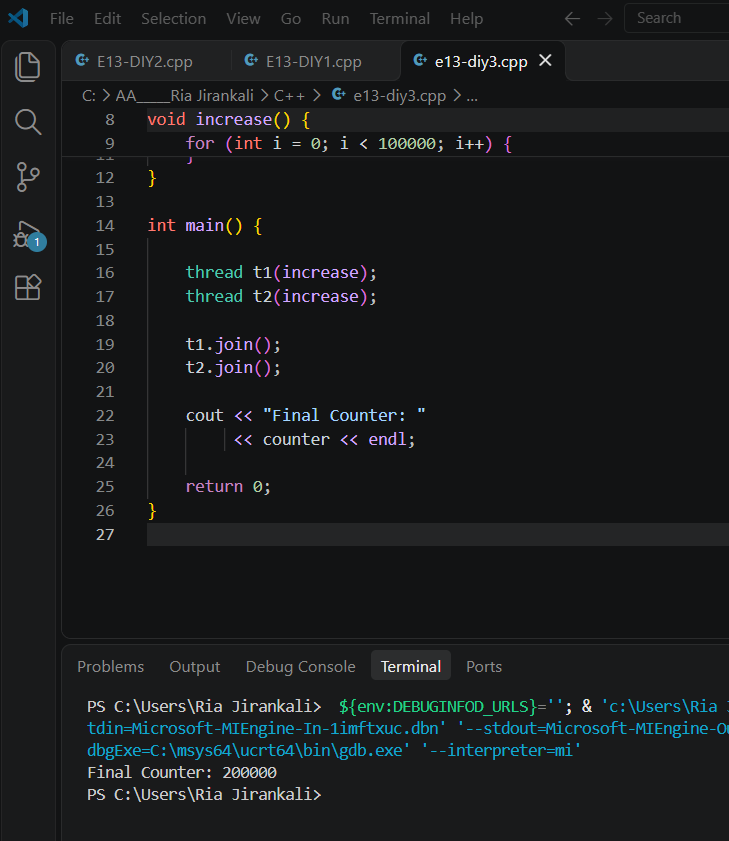 File Edit Selection View Go Run Terminal Help Search
E13-DIY2.cpp E13-DIY1.cpp e13-diy3.cpp
C: > AA____Ria Jirankali > C++ > e13-diy3.cpp > ...
8 void increase() {
9 for (int i = 0; i < 100000; i++) {
11 }
12 }
13
14 int main() {
15
1
16 thread t1(increase);
17 thread t2(increase);
18
19 t1.join();
20 t2.join();
21
22 cout << "Final Counter: "
23 << counter << endl;
24
25 return 0;
26 }
27
Problems Output Debug Console Terminal Ports
PS C:\Users\Ria Jirankali> ${env:DEBUGINFOD_URLS}=''; & 'c:\Users\Ria
tdin=Microsoft-MIEngine-In-1imftxuc.dbn' '--stdout=Microsoft-MIEngine-Ou
dbgExe=C:\msys64\ucrt64\bin\gdb.exe' '--interpreter=mi'
Final Counter: 200000
PS C:\Users\Ria Jirankali>